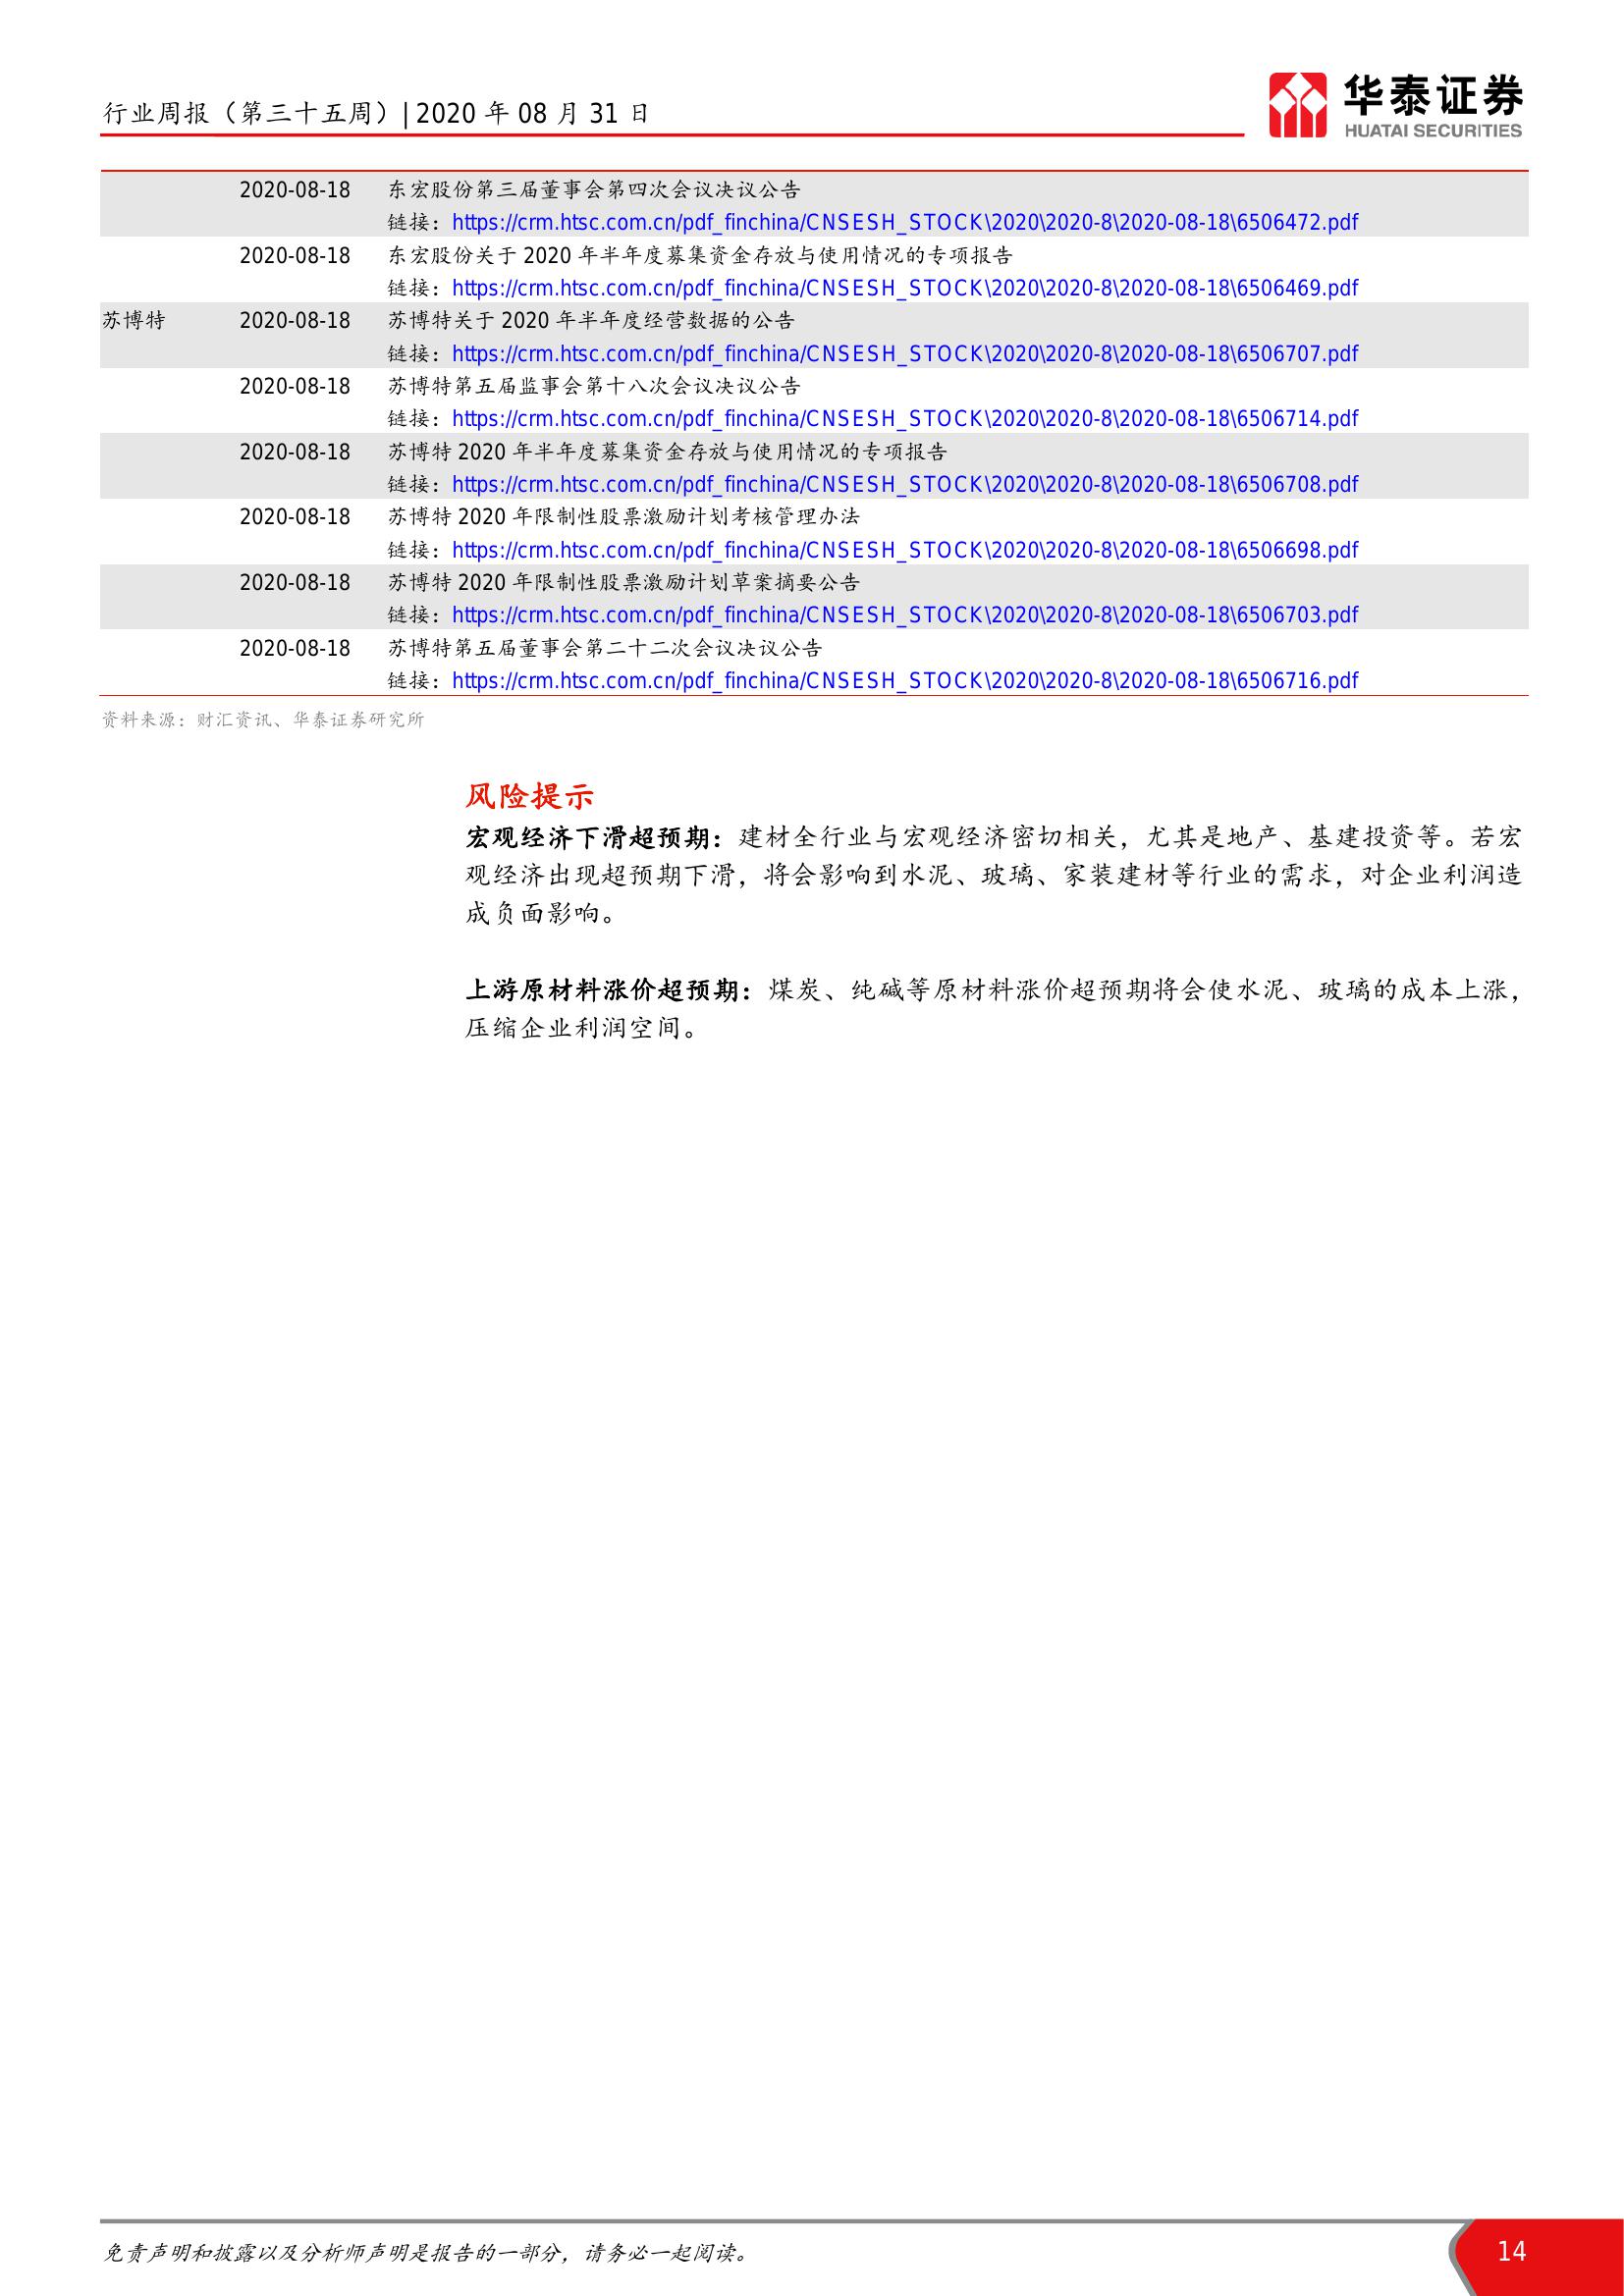 行业周报（第三十五周）| 2020 年 08 月 31 日
华泰证券
HUATAI SECURITIES
2020-08-18 东宏股份第三届董事会第四次会议决议公告
链接：https://crm.htsc.com.cn/pdf_finchina/CNSESH_STOCK\2020\2020-8\2020-08-18\6506472.pdf
2020-08-18 东宏股份关于 2020 年半年度募集资金存放与使用情况的专项报告
链接：https://crm.htsc.com.cn/pdf_finchina/CNSESH_STOCK\2020\2020-8\2020-08-18\6506469.pdf
苏博特 2020-08-18 苏博特关于 2020 年半年度经营数据的公告
链接：https://crm.htsc.com.cn/pdf_finchina/CNSESH_STOCK\2020\2020-8\2020-08-18\6506707.pdf
2020-08-18 苏博特第五届监事会第十八次会议决议公告
链接：https://crm.htsc.com.cn/pdf_finchina/CNSESH_STOCK\2020\2020-8\2020-08-18\6506714.pdf
2020-08-18 苏博特 2020 年半年度募集资金存放与使用情况的专项报告
链接：https://crm.htsc.com.cn/pdf_finchina/CNSESH_STOCK\2020\2020-8\2020-08-18\6506708.pdf
2020-08-18 苏博特 2020 年限制性股票激励计划考核管理办法
链接：https://crm.htsc.com.cn/pdf_finchina/CNSESH_STOCK\2020\2020-8\2020-08-18\6506698.pdf
2020-08-18 苏博特 2020 年限制性股票激励计划草案摘要公告
链接：https://crm.htsc.com.cn/pdf_finchina/CNSESH_STOCK\2020\2020-8\2020-08-18\6506703.pdf
2020-08-18 苏博特第五届董事会第二十二次会议决议公告
链接：https://crm.htsc.com.cn/pdf_finchina/CNSESH_STOCK\2020\2020-8\2020-08-18\6506716.pdf
资料来源：财汇资讯、华泰证券研究所
风险提示
宏观经济下滑超预期：建材全行业与宏观经济密切相关，尤其是地产、基建投资等。若宏
观经济出现超预期下滑，将会影响到水泥、玻璃、家装建材等行业的需求，对企业利润造
成负面影响。
上游原材料涨价超预期：煤炭、纯碱等原材料涨价超预期将会使水泥、玻璃的成本上涨，
压缩企业利润空间。
免责声明和披露以及分析师声明是报告的一部分，请务必一起阅读。
14